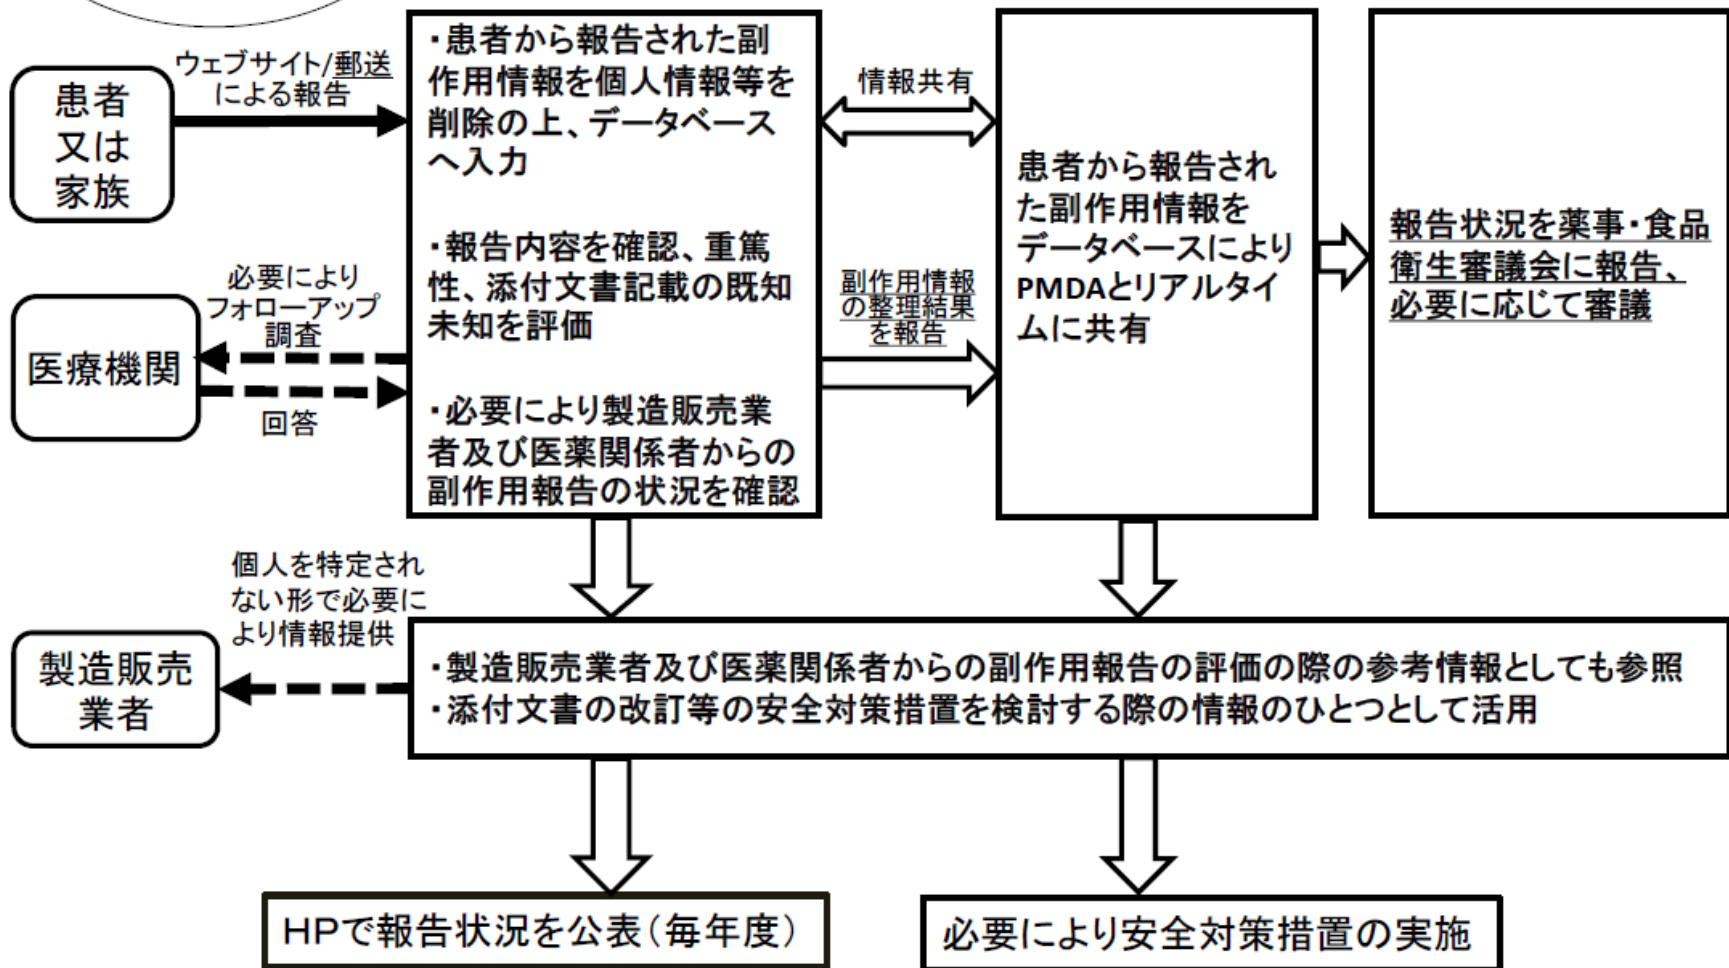 患者
又は
家族
ウェブサイト/郵送
による報告
・患者から報告された副
作用情報を個人情報等を
削除の上、データベース
へ入力
・報告内容を確認、重篤
性、添付文書記載の既知
未知を評価
・必要により製造販売業
者及び医薬関係者からの
副作用報告の状況を確認
情報共有
副作用情報
の整理結果
を報告
患者から報告され
た副作用情報を
データベースにより
PMDAとリアルタイ
ムに共有
報告状況を薬事・食品
衛生審議会に報告、
必要に応じて審議
必要により
フォローアップ
調査
医療機関
回答
個人を特定され
ない形で必要に
より情報提供
製造販売
業者
・製造販売業者及び医薬関係者からの副作用報告の評価の際の参考情報としても参照
・添付文書の改訂等の安全対策措置を検討する際の情報のひとつとして活用
HPで報告状況を公表(毎年度)
必要により安全対策措置の実施